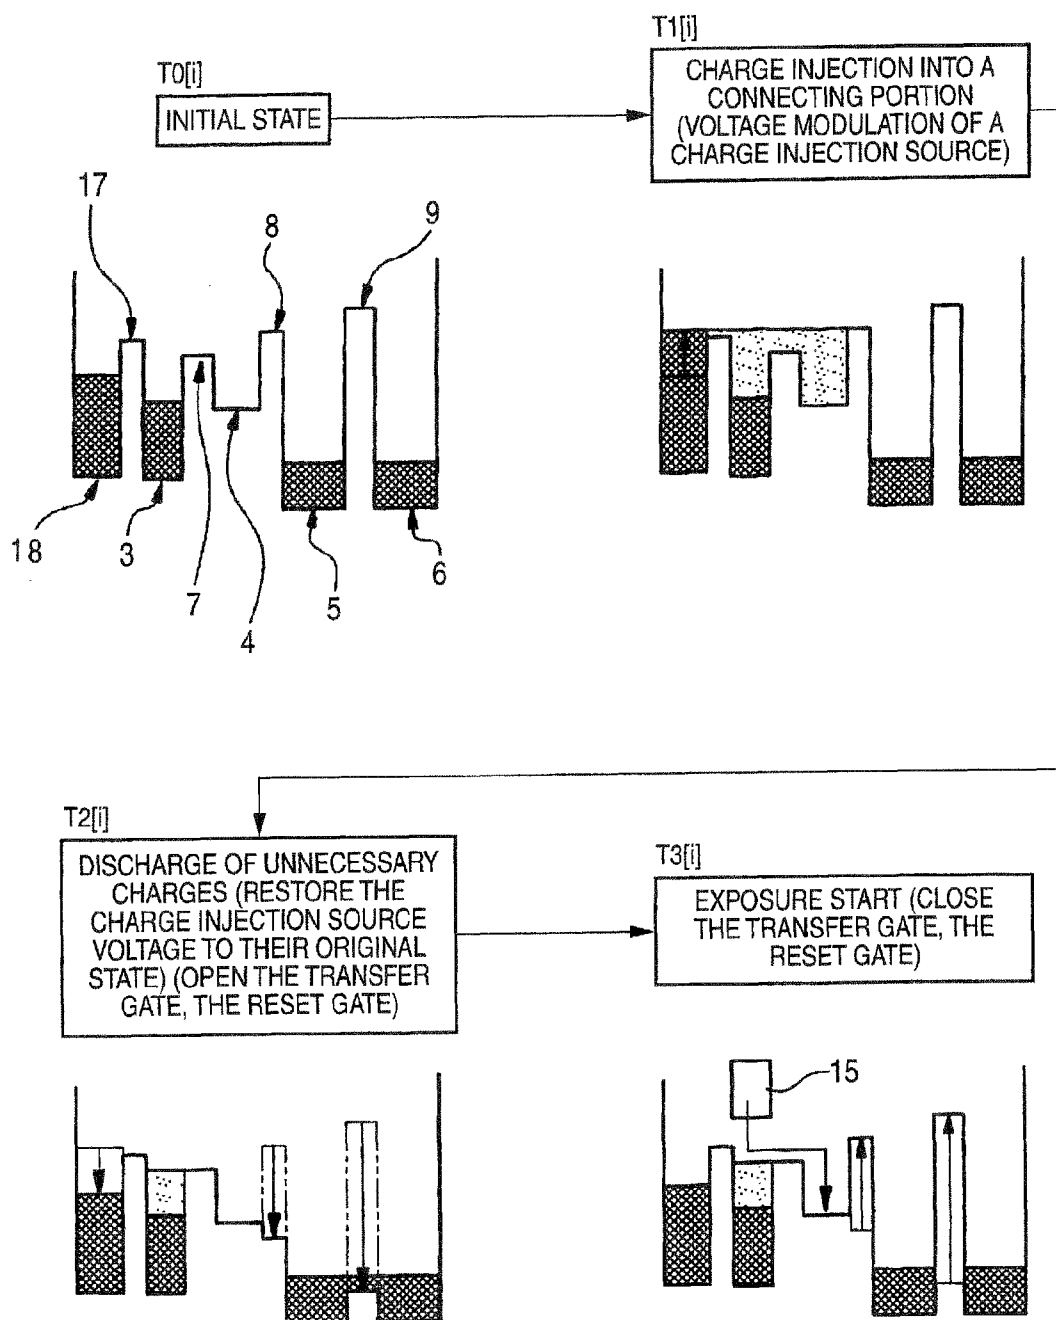 T0[i]
INITIAL STATE
T1[i]
CHARGE INJECTION INTO A
CONNECTING PORTION
(VOLTAGE MODULATION OF A
CHARGE INJECTION SOURCE)
17
8
9
18
3
7
4
5
6
T2[i]
DISCHARGE OF UNNECESSARY
CHARGES (RESTORE THE
CHARGE INJECTION SOURCE
VOLTAGE TO THEIR ORIGINAL
STATE) (OPEN THE TRANSFER
GATE, THE RESET GATE)
T3[i]
EXPOSURE START (CLOSE
THE TRANSFER GATE, THE
RESET GATE)
15